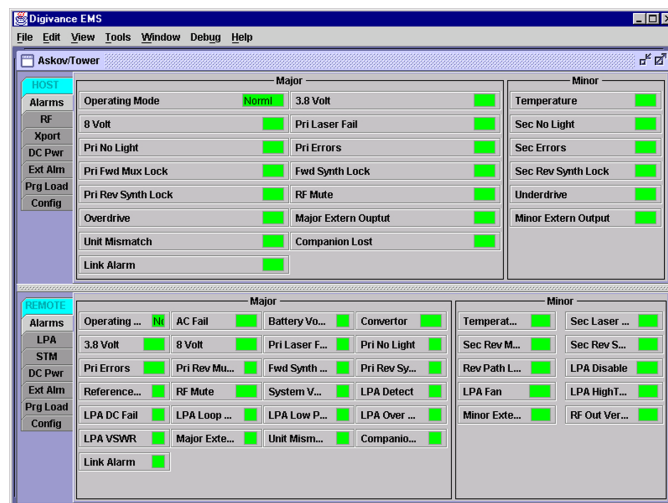 Digivance EMS
File Edit View Tools Window Debug Help
Askov/Tower
HOST
Alarms
RF
Xport
DC Pwr
Ext Alm
Prg Load
Config
Major
Operating Mode Norml 3.8 Volt
8 Volt Pri Laser Fail
Pri No Light Pri Errors
Pri Fwd Mux Lock Fwd Synth Lock
Pri Rev Synth Lock RF Mute
Overdrive Major Extern Ouptut
Unit Mismatch Companion Lost
Link Alarm
Minor
Temperature
Sec No Light
Sec Errors
Sec Rev Synth Lock
Underdrive
Minor Extern Output
REMOTE
Alarms
LPA
STM
DC Pwr
Ext Alm
Prg Load
Config
Major
Operating ... No AC Fail Battery Vo... Convertor
3.8 Volt 8 Volt Pri Laser F... Pri No Light
Pri Errors Pri Rev Mu... Fwd Synth ... Pri Rev Sy...
Reference... RF Mute System V... LPA Detect
LPA DC Fail LPA Loop ... LPA Low P... LPA Over ...
LPA VSWR Major Exte... Unit Mism... Companio...
Link Alarm
Minor
Temperat... Sec Laser ...
Sec Rev M... Sec Rev S...
Rev Path L... LPA Disable
LPA Fan LPA HighT...
Minor Exte... RF Out Ver...